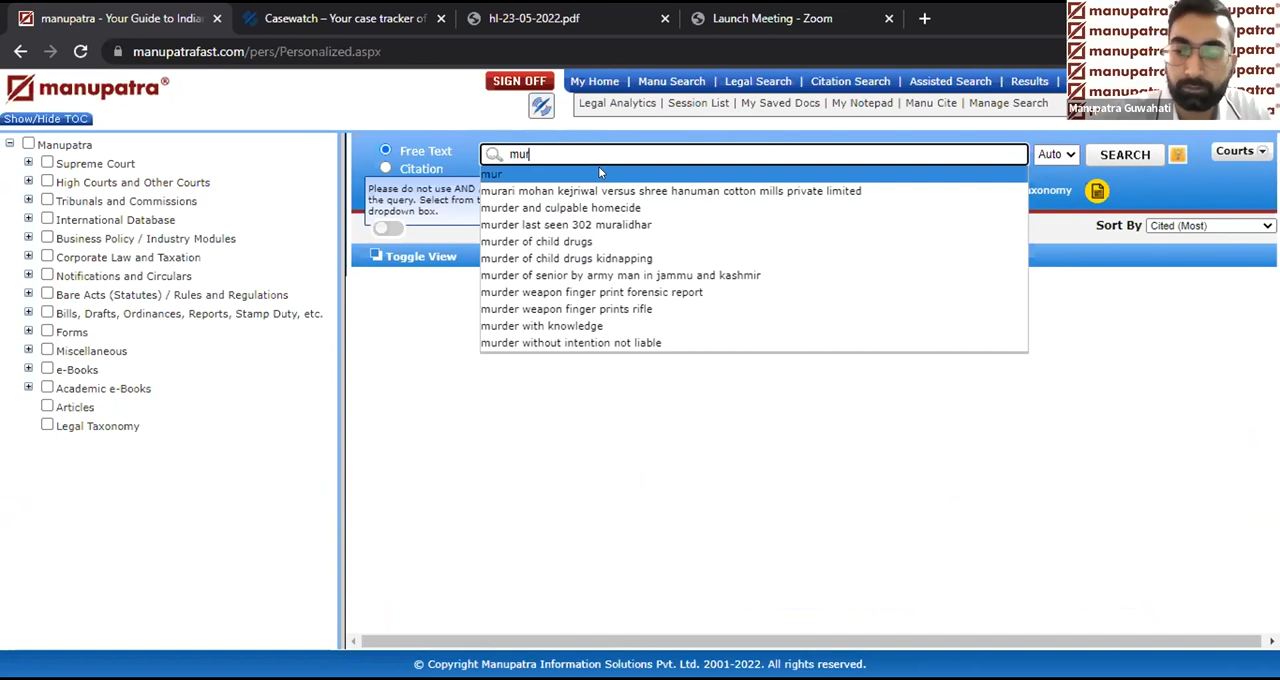 manupatra - Your Guide to India
Casewatch – Your case tracker of
hl-23-05-2022.pdf
Launch Meeting - Zoom
manupatrafast.com/pers/Personalized.aspx
manupatra®
SIGN OFF
My Home | Manu Search | Legal Search | Citation Search | Assisted Search | Results |
Legal Analytics | Session List | My Saved Docs | My Notepad | Manu Cite | Manage Search
manupatra
Manupatra Guwahati
Show/Hide TOC
Manupatra
Supreme Court
High Courts and Other Courts
Tribunals and Commissions
International Database
Business Policy / Industry Modules
Corporate Law and Taxation
Notifications and Circulars
Bare Acts (Statutes) / Rules and Regulations
Bills, Drafts, Ordinances, Reports, Stamp Duty, etc.
Forms
Miscellaneous
e-Books
Academic e-Books
Articles
Legal Taxonomy
Free Text
Citation
Please do not use AND
the query. Select from t
dropdown box.
Toggle View
mur
mur
murari mohan kejriwal versus shree hanuman cotton mills private limited
murder and culpable homecide
murder last seen 302 muralidhar
murder of child drugs
murder of child drugs kidnapping
murder of senior by army man in jammu and kashmir
murder weapon finger print forensic report
murder weapon finger prints rifle
murder with knowledge
murder without intention not liable
Auto
SEARCH
Courts
xonomy
Sort By
Cited (Most)
© Copyright Manupatra Information Solutions Pvt. Ltd. 2001-2022. All rights reserved.